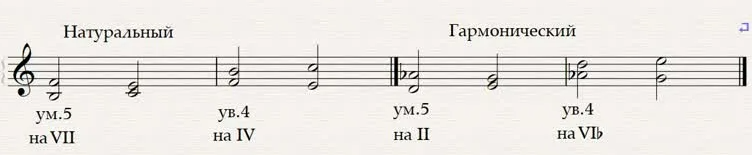 Натуральный
Гармонический
ум.5
ув.4
ум.5
ув.4
на VII
на IV
на II
на VI♭